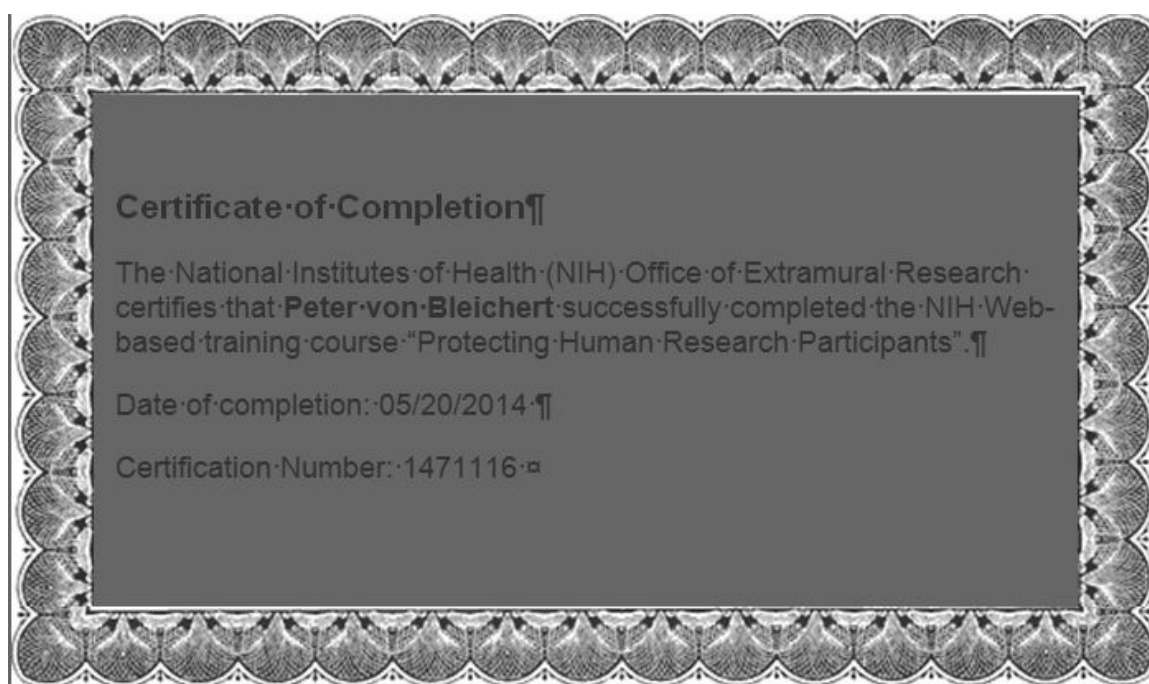 Certificate·of·Completion¶
The·National·Institutes·of·Health·(NIH)·Office·of·Extramural·Research·
certifies·that·Peter·von·Bleichert·successfully·completed·the·NIH·Web-
based·training·course·“Protecting·Human·Research·Participants”.¶
Date·of·completion:·05/20/2014·¶
Certification·Number:·1471116·¤